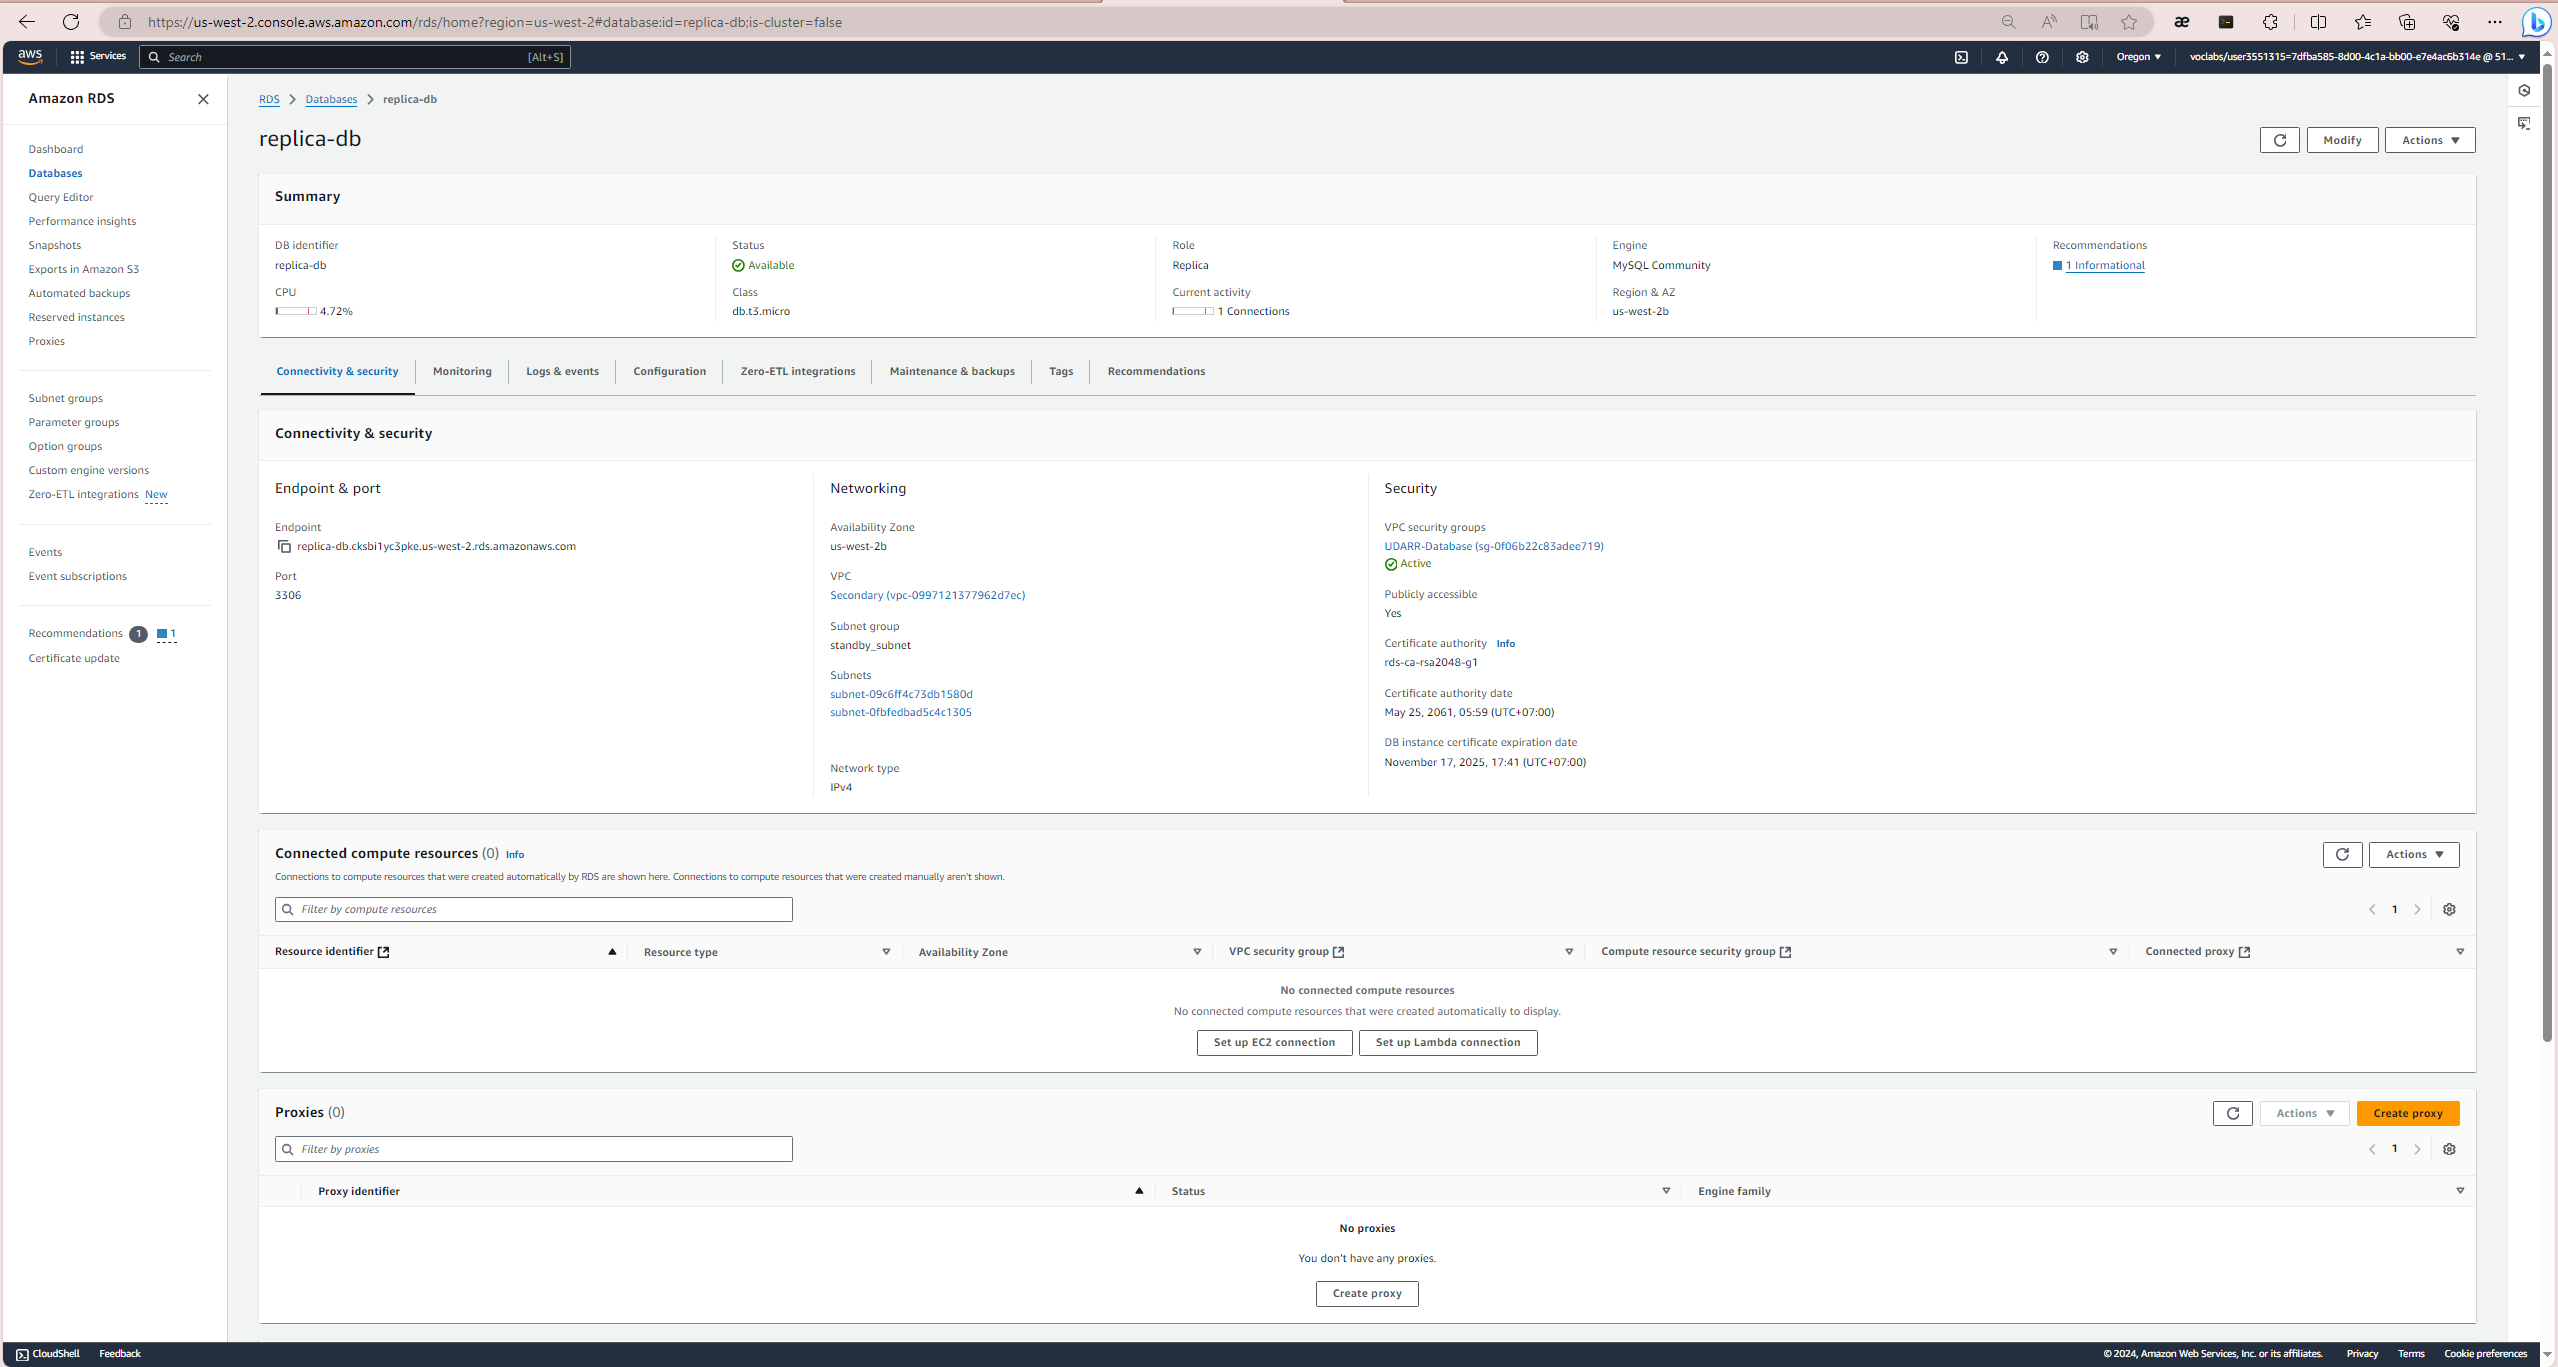 https://us-west-2.console.aws.amazon.com/rds/home?region=us-west-2#database:id=replica-db;is-cluster=false
aws
Services
Search [Alt+S]
Oregon
voclabs/user3551315=7dfba585-8d00-4c1a-bb00-e7e4ac6b314e @ 51...
Amazon RDS
Dashboard
Databases
Query Editor
Performance insights
Snapshots
Exports in Amazon S3
Automated backups
Reserved instances
Proxies
Subnet groups
Parameter groups
Option groups
Custom engine versions
Zero-ETL integrations New
Events
Event subscriptions
Recommendations 1 1
Certificate update
RDS > Databases > replica-db
replica-db
Modify
Actions
Summary
DB identifier
replica-db
CPU
4.72%
Status
Available
Class
db.t3.micro
Role
Replica
Current activity
1 Connections
Engine
MySQL Community
Region & AZ
us-west-2b
Recommendations
1 Informational
Connectivity & security
Monitoring
Logs & events
Configuration
Zero-ETL integrations
Maintenance & backups
Tags
Recommendations
Connectivity & security
Endpoint & port
Endpoint
replica-db.cksbi1yc3pke.us-west-2.rds.amazonaws.com
Port
3306
Networking
Availability Zone
us-west-2b
VPC
Secondary (vpc-0997121377962d7ec)
Subnet group
standby_subnet
Subnets
subnet-09c6ff4c73db1580d
subnet-0fbfedbad5c4c1305
Network type
IPv4
Security
VPC security groups
UDARR-Database (sg-0f06b22c83adee719)
Active
Publicly accessible
Yes
Certificate authority Info
rds-ca-rsa2048-g1
Certificate authority date
May 25, 2061, 05:59 (UTC+07:00)
DB instance certificate expiration date
November 17, 2025, 17:41 (UTC+07:00)
Connected compute resources (0) Info
Actions
Connections to compute resources that were created automatically by RDS are shown here. Connections to compute resources that were created manually aren't shown.
Filter by compute resources
1
Resource identifier
Resource type
Availability Zone
VPC security group
Compute resource security group
Connected proxy
No connected compute resources
No connected compute resources that were created automatically to display.
Set up EC2 connection
Set up Lambda connection
Proxies (0)
Actions
Create proxy
Filter by proxies
1
Proxy identifier
Status
Engine family
No proxies
You don't have any proxies.
Create proxy
CloudShell
Feedback
© 2024, Amazon Web Services, Inc. or its affiliates.
Privacy
Terms
Cookie preferences